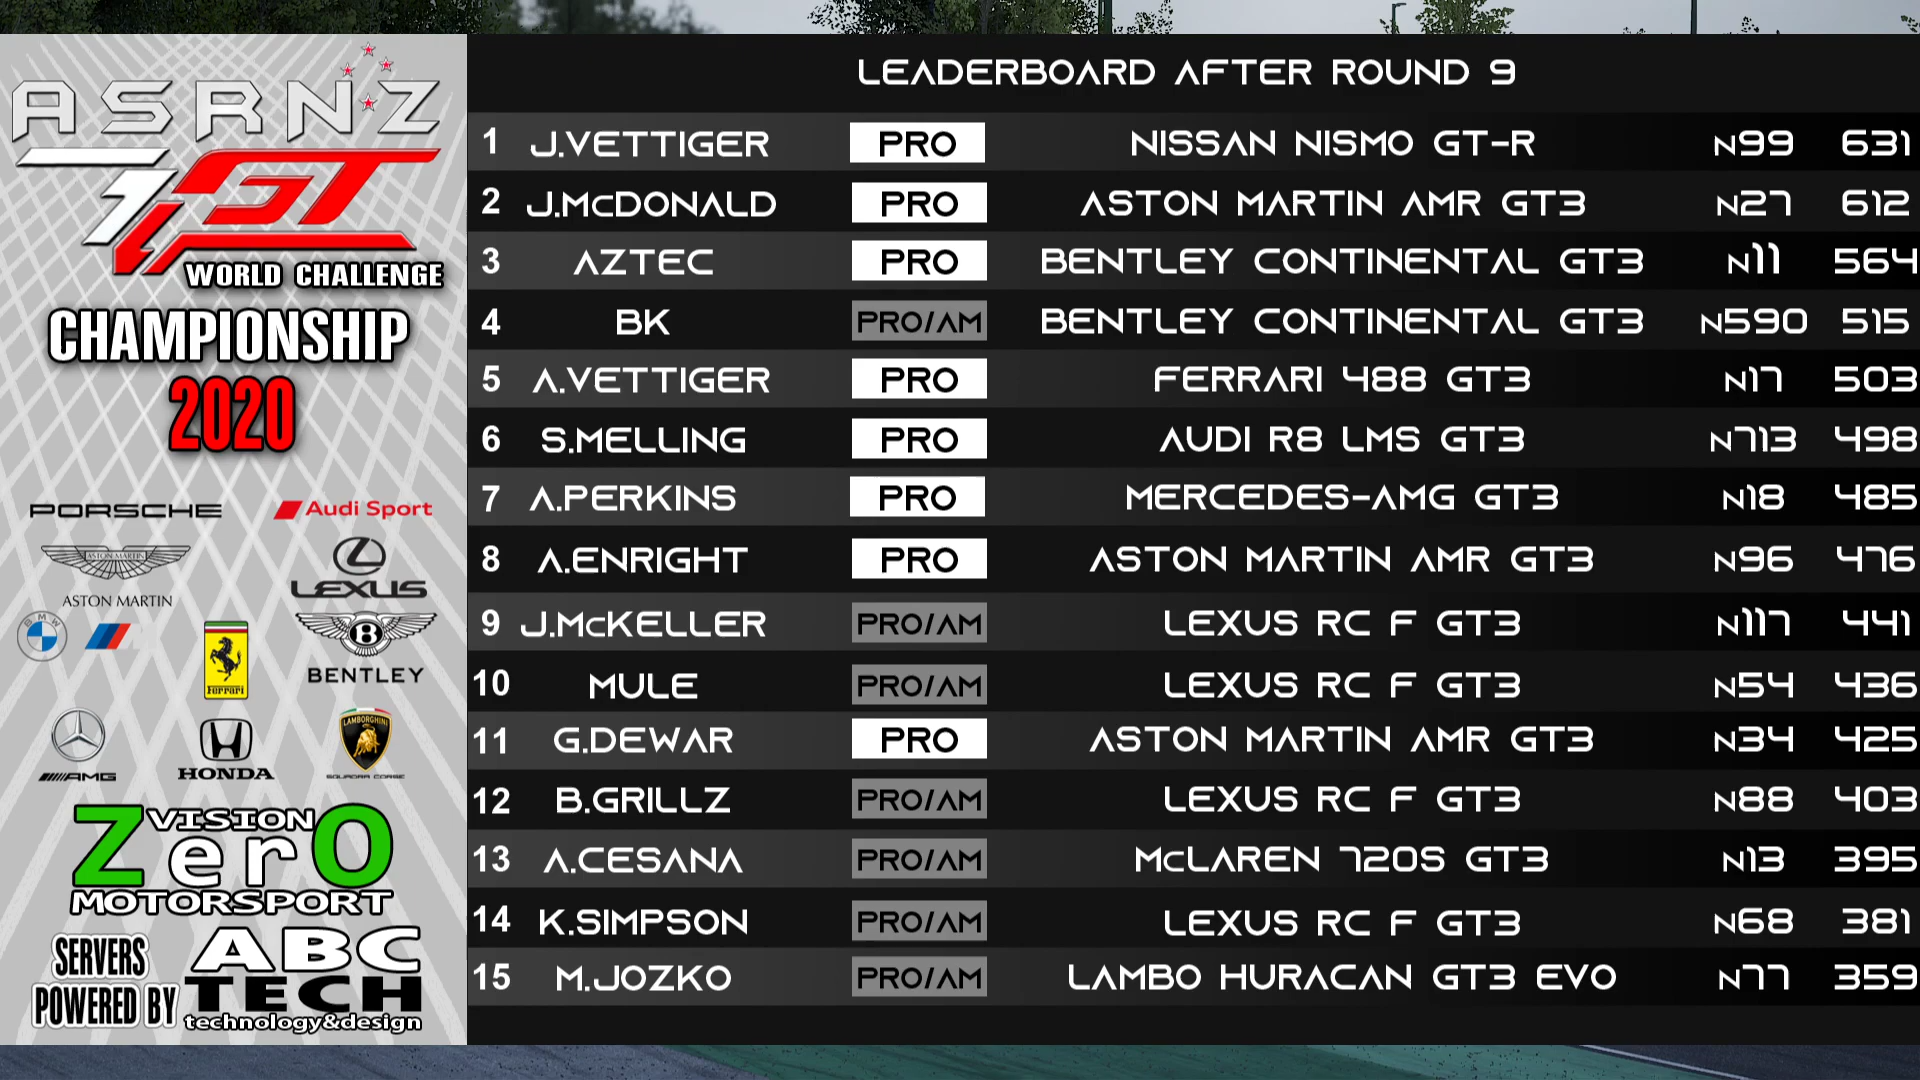 ASRNZ
GT
WORLD CHALLENGE
CHAMPIONSHIP
2020
PORSCHE
Audi Sport
ASTON MARTIN
ASTON MARTIN
LEXUS
BMW
B
BENTLEY
Ferrari
LAMBORGHINI
AMG
HONDA
SQUADRA CORSE
VISION
ZerO
MOTORSPORT
SERVERS
POWERED BY
ABC
TECH
technology&design
LEADERBOARD AFTER ROUND 9
1 J.VETTIGER PRO NISSAN NISMO GT-R N99 631
2 J.McDONALD PRO ASTON MARTIN AMR GT3 N27 612
3 AZTEC PRO BENTLEY CONTINENTAL GT3 N11 564
4 BK PRO/AM BENTLEY CONTINENTAL GT3 N590 515
5 A.VETTIGER PRO FERRARI 488 GT3 N17 503
6 S.MELLING PRO AUDI R8 LMS GT3 N713 498
7 A.PERKINS PRO MERCEDES-AMG GT3 N18 485
8 A.ENRIGHT PRO ASTON MARTIN AMR GT3 N96 476
9 J.McKELLER PRO/AM LEXUS RC F GT3 N117 441
10 MULE PRO/AM LEXUS RC F GT3 N54 436
11 G.DEWAR PRO ASTON MARTIN AMR GT3 N34 425
12 B.GRILLZ PRO/AM LEXUS RC F GT3 N88 403
13 A.CESANA PRO/AM McLAREN 720S GT3 N13 395
14 K.SIMPSON PRO/AM LEXUS RC F GT3 N68 381
15 M.JOZKO PRO/AM LAMBO HURACAN GT3 EVO N77 359